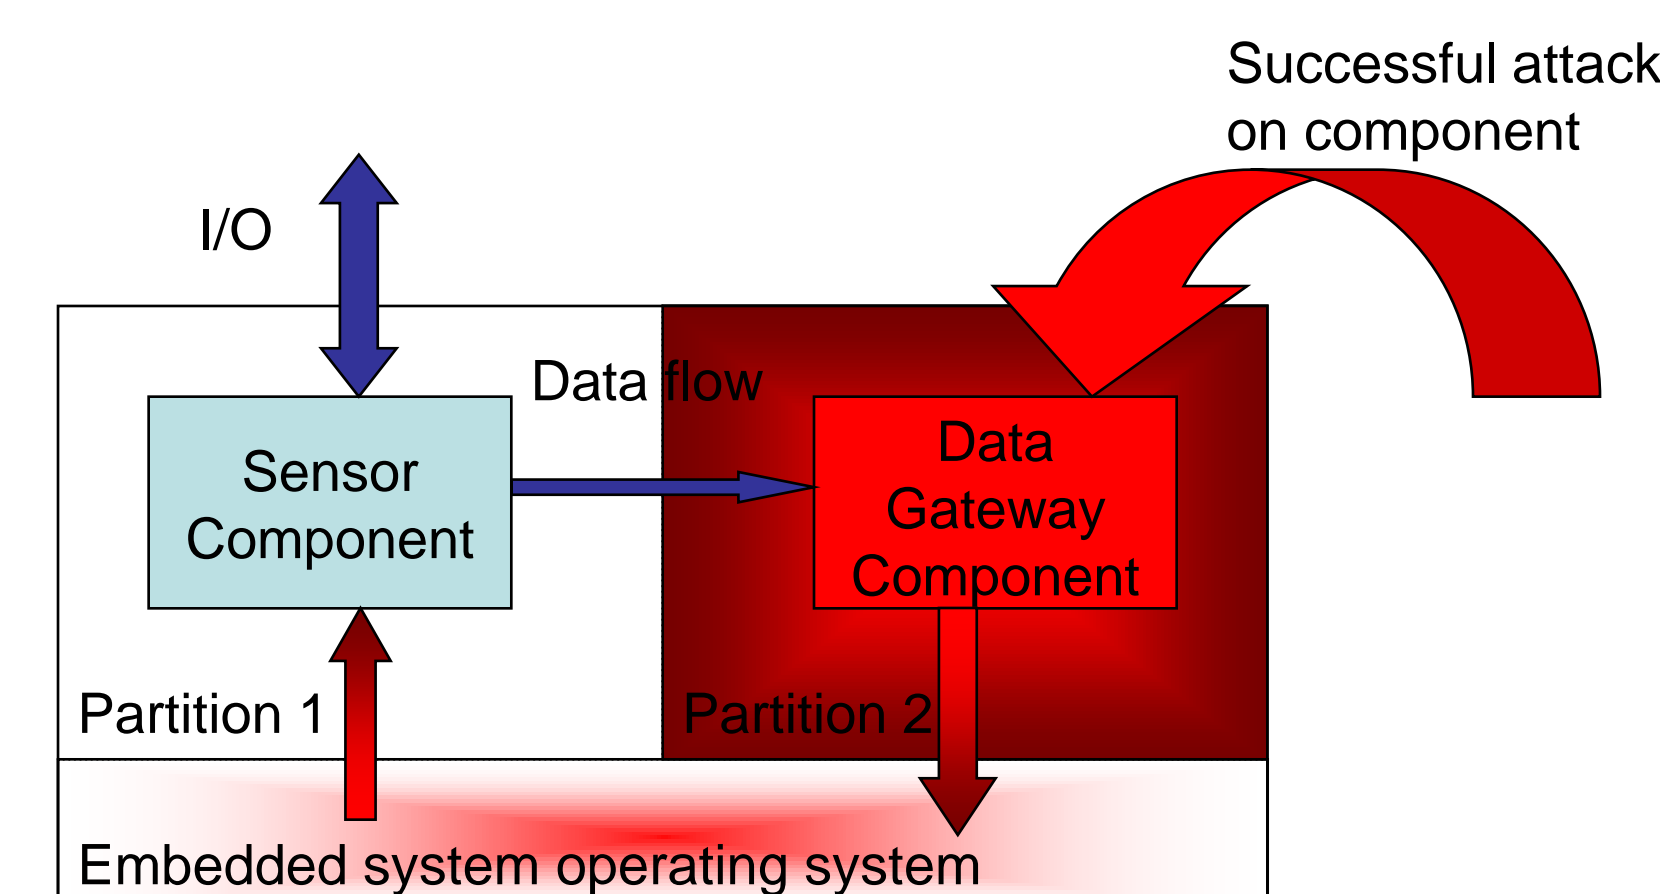 Successful attack
on component
I/O
Data flow
Sensor
Component
Data
Gateway
Component
Partition 1
Partition 2
Embedded system operating system